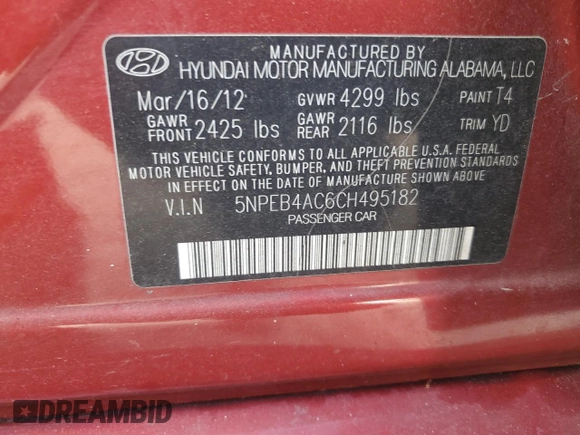 MANUFACTURED BY
HYUNDAI MOTOR MANUFACTURING ALABAMA, LLC
Mar/16/12 GVWR 4299 lbs PAINT T4
GAWR FRONT 2425 lbs GAWR REAR 2116 lbs TRIM YD
THIS VEHICLE CONFORMS TO ALL APPLICABLE U.S.A. FEDERAL
MOTOR VEHICLE SAFETY, BUMPER, AND THEFT PREVENTION STANDARDS
IN EFFECT ON THE DATE OF MANUFACTURE SHOWN ABOVE
V.I.N 5NPEB4AC6CH495182
PASSENGER CAR
DREAMBID